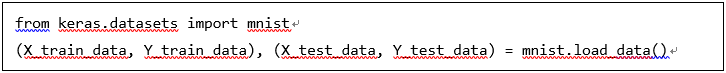 from keras.datasets import mnist
(X_train_data, Y_train_data), (X_test_data, Y_test_data) = mnist.load_data()